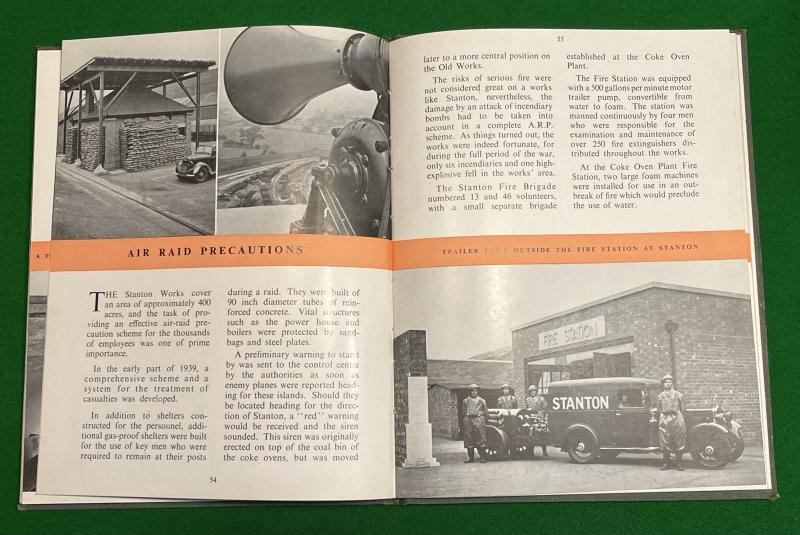 A T
AIR RAID PRECAUTIONS
THE Stanton Works cover
an area of approximately 400
acres, and the task of pro-
viding an effective air-raid pre-
caution scheme for the thousands
of employees was one of prime
importance.
In the early part of 1939, a
comprehensive scheme and a
system for the treatment of
casualties was developed.
In addition to shelters con-
structed for the personnel, addi-
tional gas-proof shelters were built
for the use of key men who were
required to remain at their posts
during a raid. They were built of
90 inch diameter tubes of rein-
forced concrete. Vital structures
such as the power house and
boilers were protected by sand-
bags and steel plates.
A preliminary warning to stand
by was sent to the control centre
by the authorities as soon as
enemy planes were reported head-
ing for these islands. Should they
be located heading for the direc-
tion of Stanton, a "red" warning
would be received and the siren
sounded. This siren was originally
erected on top of the coal bin of
the coke ovens, but was moved
54
55
later to a more central position on
the Old Works.
The risks of serious fire were
not considered great on a works
like Stanton, nevertheless, the
damage by an attack of incendiary
bombs had to be taken into
account in a complete A.R.P.
scheme. As things turned out, the
works were indeed fortunate, for
during the full period of the war,
only six incendiaries and one high-
explosive fell in the works' area.
The Stanton Fire Brigade
numbered 13 and 46 volunteers,
with a small separate brigade
established at the Coke Oven
Plant.
The Fire Station was equipped
with a 500 gallons per minute motor
trailer pump, convertible from
water to foam. The station was
manned continuously by four men
who were responsible for the
examination and maintenance of
over 250 fire extinguishers dis-
tributed throughout the works.
At the Coke Oven Plant Fire
Station, two large foam machines
were installed for use in an out-
break of fire which would preclude
the use of water.
TRAILER PUMP OUTSIDE THE FIRE STATION AT STANTON
FIRE STATION
STANTON